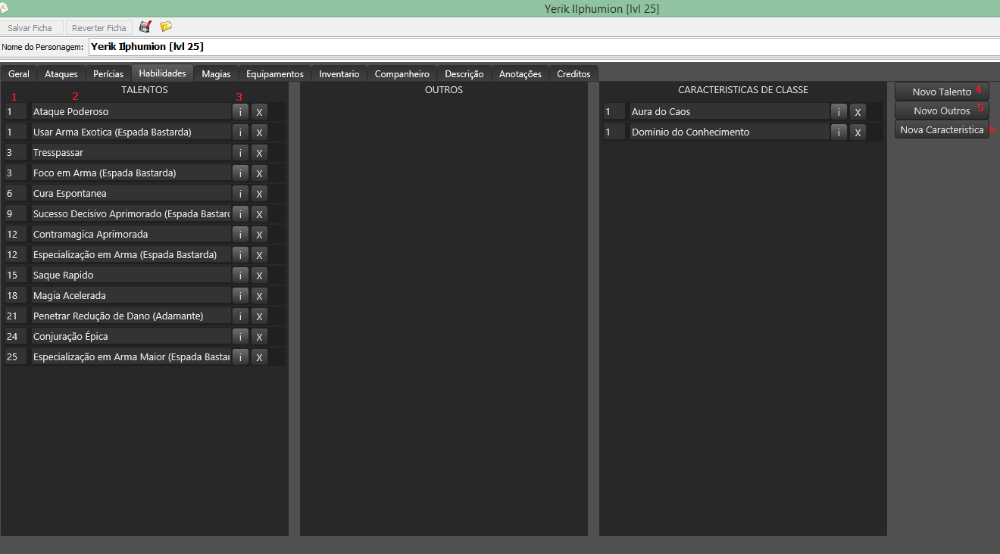 Yerik Ilphumion [lvl 25]
Salvar Ficha Reverter Ficha
Nome do Personagem: Yerik Ilphumion [lvl 25]
Geral Ataques Perícias Habilidades Magias Equipamentos Inventario Companheiro Descrição Anotações Creditos
TALENTOS
1 2 3
1 Ataque Poderoso i X
1 Usar Arma Exotica (Espada Bastarda) i X
3 Tresspassar i X
3 Foco em Arma (Espada Bastarda) i X
6 Cura Espontanea i X
9 Sucesso Decisivo Aprimorado (Espada Bastard i X
12 Contramagica Aprimorada i X
12 Especialização em Arma (Espada Bastarda) i X
15 Saque Rapido i X
18 Magia Acelerada i X
21 Penetrar Redução de Dano (Adamante) i X
24 Conjuração Épica i X
25 Especialização em Arma Maior (Espada Bastar i X
OUTROS
CARACTERISTICAS DE CLASSE
1 Aura do Caos i X
1 Dominio do Conhecimento i X
Novo Talento 4
Novo Outros 5
Nova Caracteristica 6